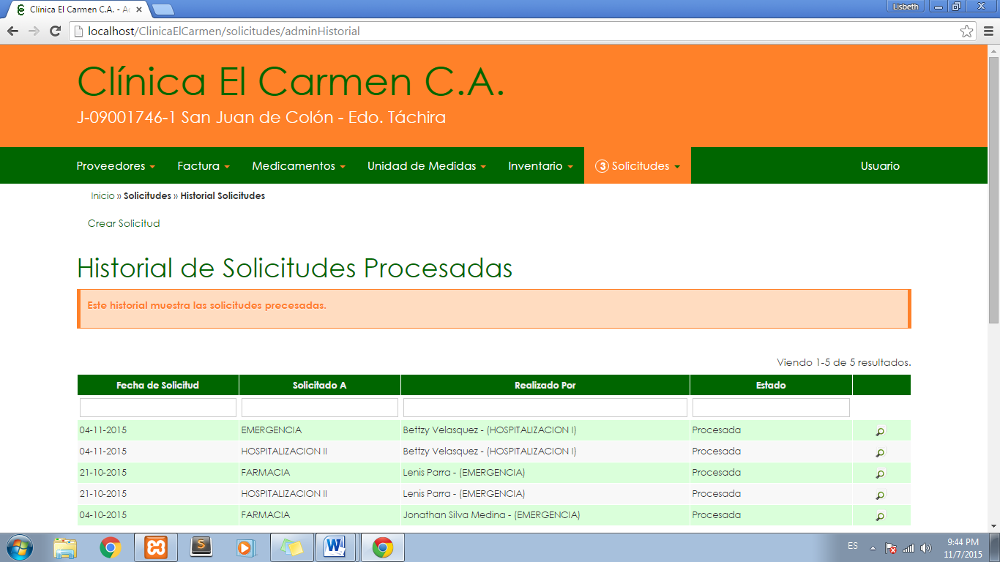 Clínica El Carmen C.A. - Ad
Lisbeth
localhost/ClinicaElCarmen/solicitudes/adminHistorial
Clínica El Carmen C.A.
J-09001746-1 San Juan de Colón - Edo. Táchira
Proveedores Factura Medicamentos Unidad de Medidas Inventario 3 Solicitudes Usuario
Inicio » Solicitudes » Historial Solicitudes
Crear Solicitud
Historial de Solicitudes Procesadas
Este historial muestra las solicitudes precesadas.
Viendo 1-5 de 5 resultados.
Fecha de Solicitud Solicitado A Realizado Por Estado
04-11-2015 EMERGENCIA Bettzy Velasquez - (HOSPITALIZACION I) Procesada
04-11-2015 HOSPITALIZACION II Bettzy Velasquez - (HOSPITALIZACION I) Procesada
21-10-2015 FARMACIA Lenis Parra - (EMERGENCIA) Procesada
21-10-2015 HOSPITALIZACION II Lenis Parra - (EMERGENCIA) Procesada
04-10-2015 FARMACIA Jonathan Silva Medina - (EMERGENCIA) Procesada
ES
9:44 PM
11/7/2015